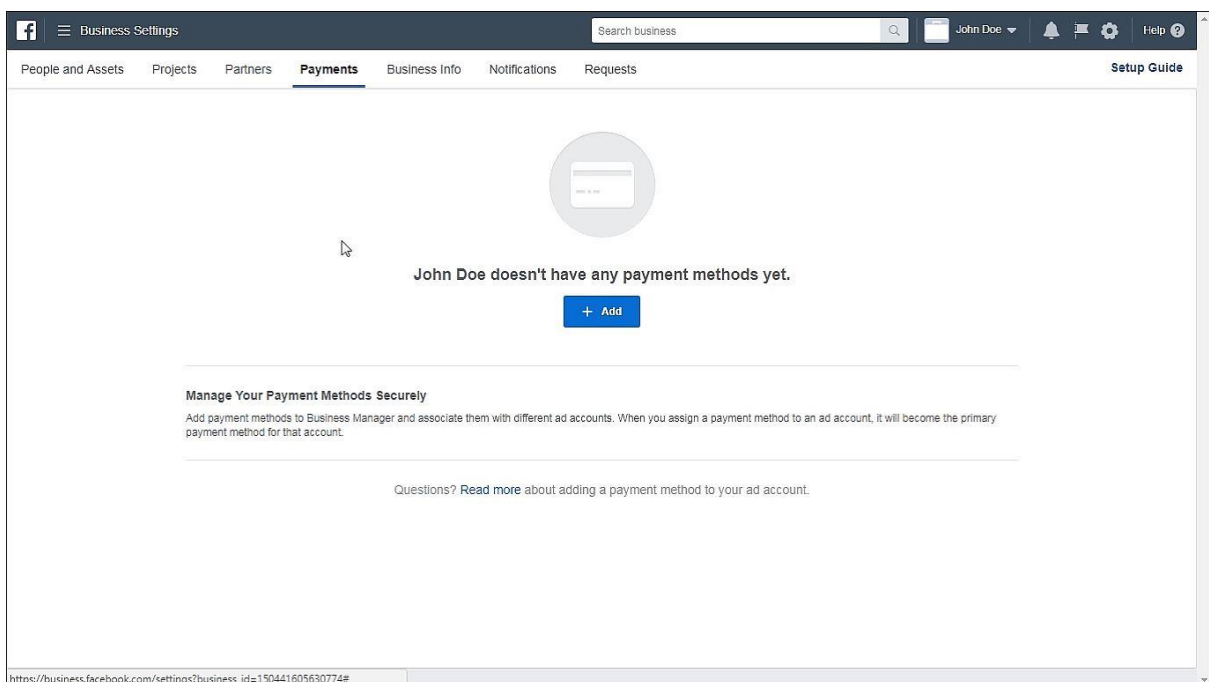 Business Settings
Search business
John Doe
Help
People and Assets Projects Partners Payments Business Info Notifications Requests Setup Guide
John Doe doesn't have any payment methods yet.
+ Add
Manage Your Payment Methods Securely
Add payment methods to Business Manager and associate them with different ad accounts. When you assign a payment method to an ad account, it will become the primary
payment method for that account.
Questions? Read more about adding a payment method to your ad account.
https://business.facebook.com/settings?business_id=150441605630774#